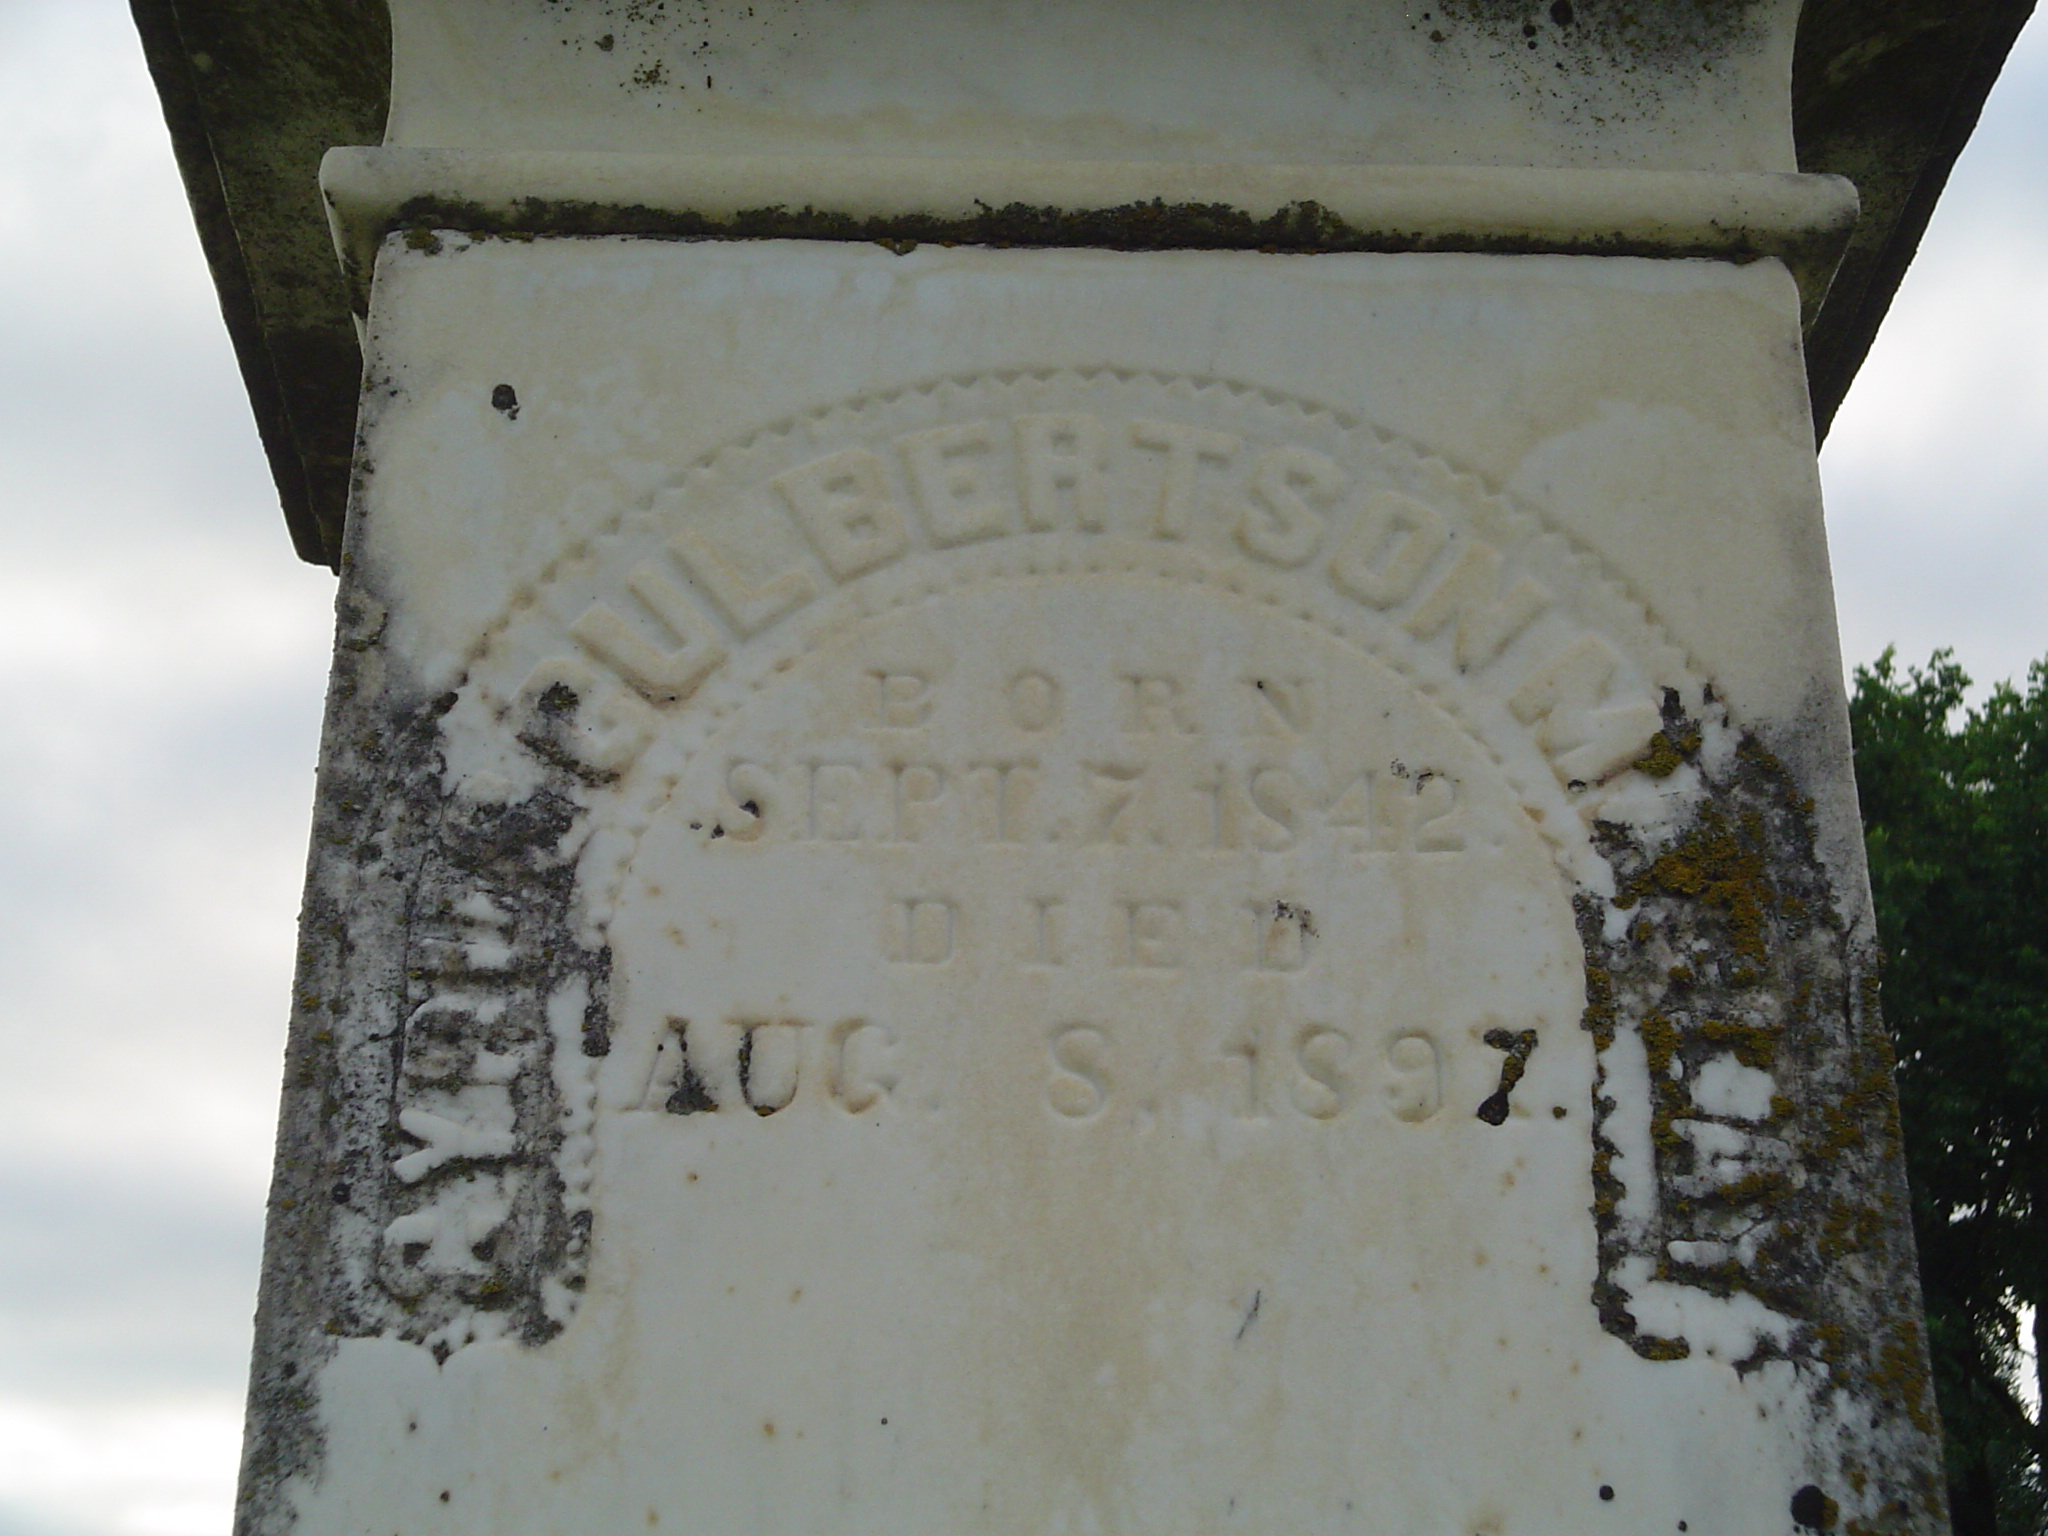 CULBERTSON
BORN
SEPT. 7. 1842.
DIED
AUG. 8, 1897.